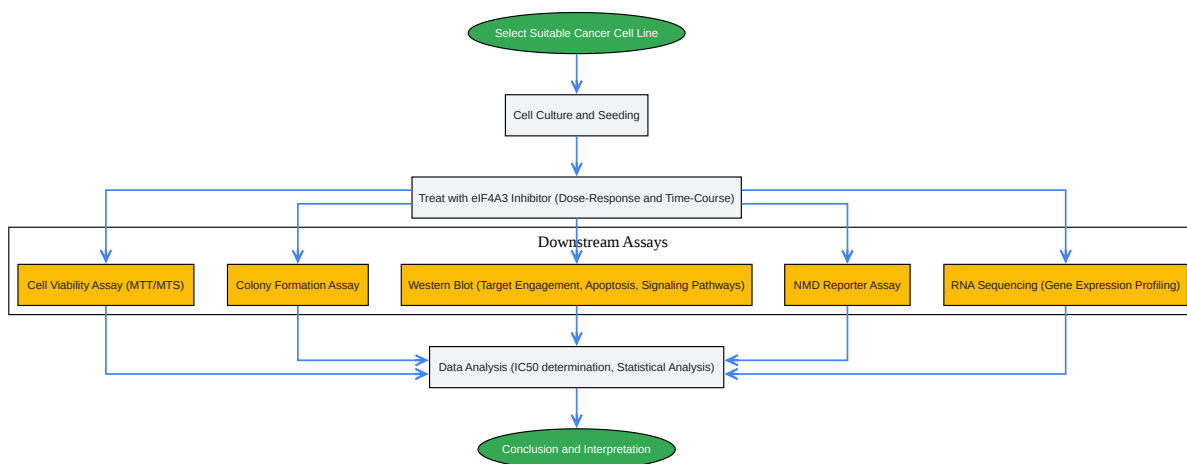 Select Suitable Cancer Cell Line
Cell Culture and Seeding
Treat with eIF4A3 Inhibitor (Dose-Response and Time-Course)
Downstream Assays
Cell Viability Assay (MTT/MTS)
Colony Formation Assay
Western Blot (Target Engagement, Apoptosis, Signaling Pathways)
NMD Reporter Assay
RNA Sequencing (Gene Expression Profiling)
Data Analysis (IC50 determination, Statistical Analysis)
Conclusion and Interpretation